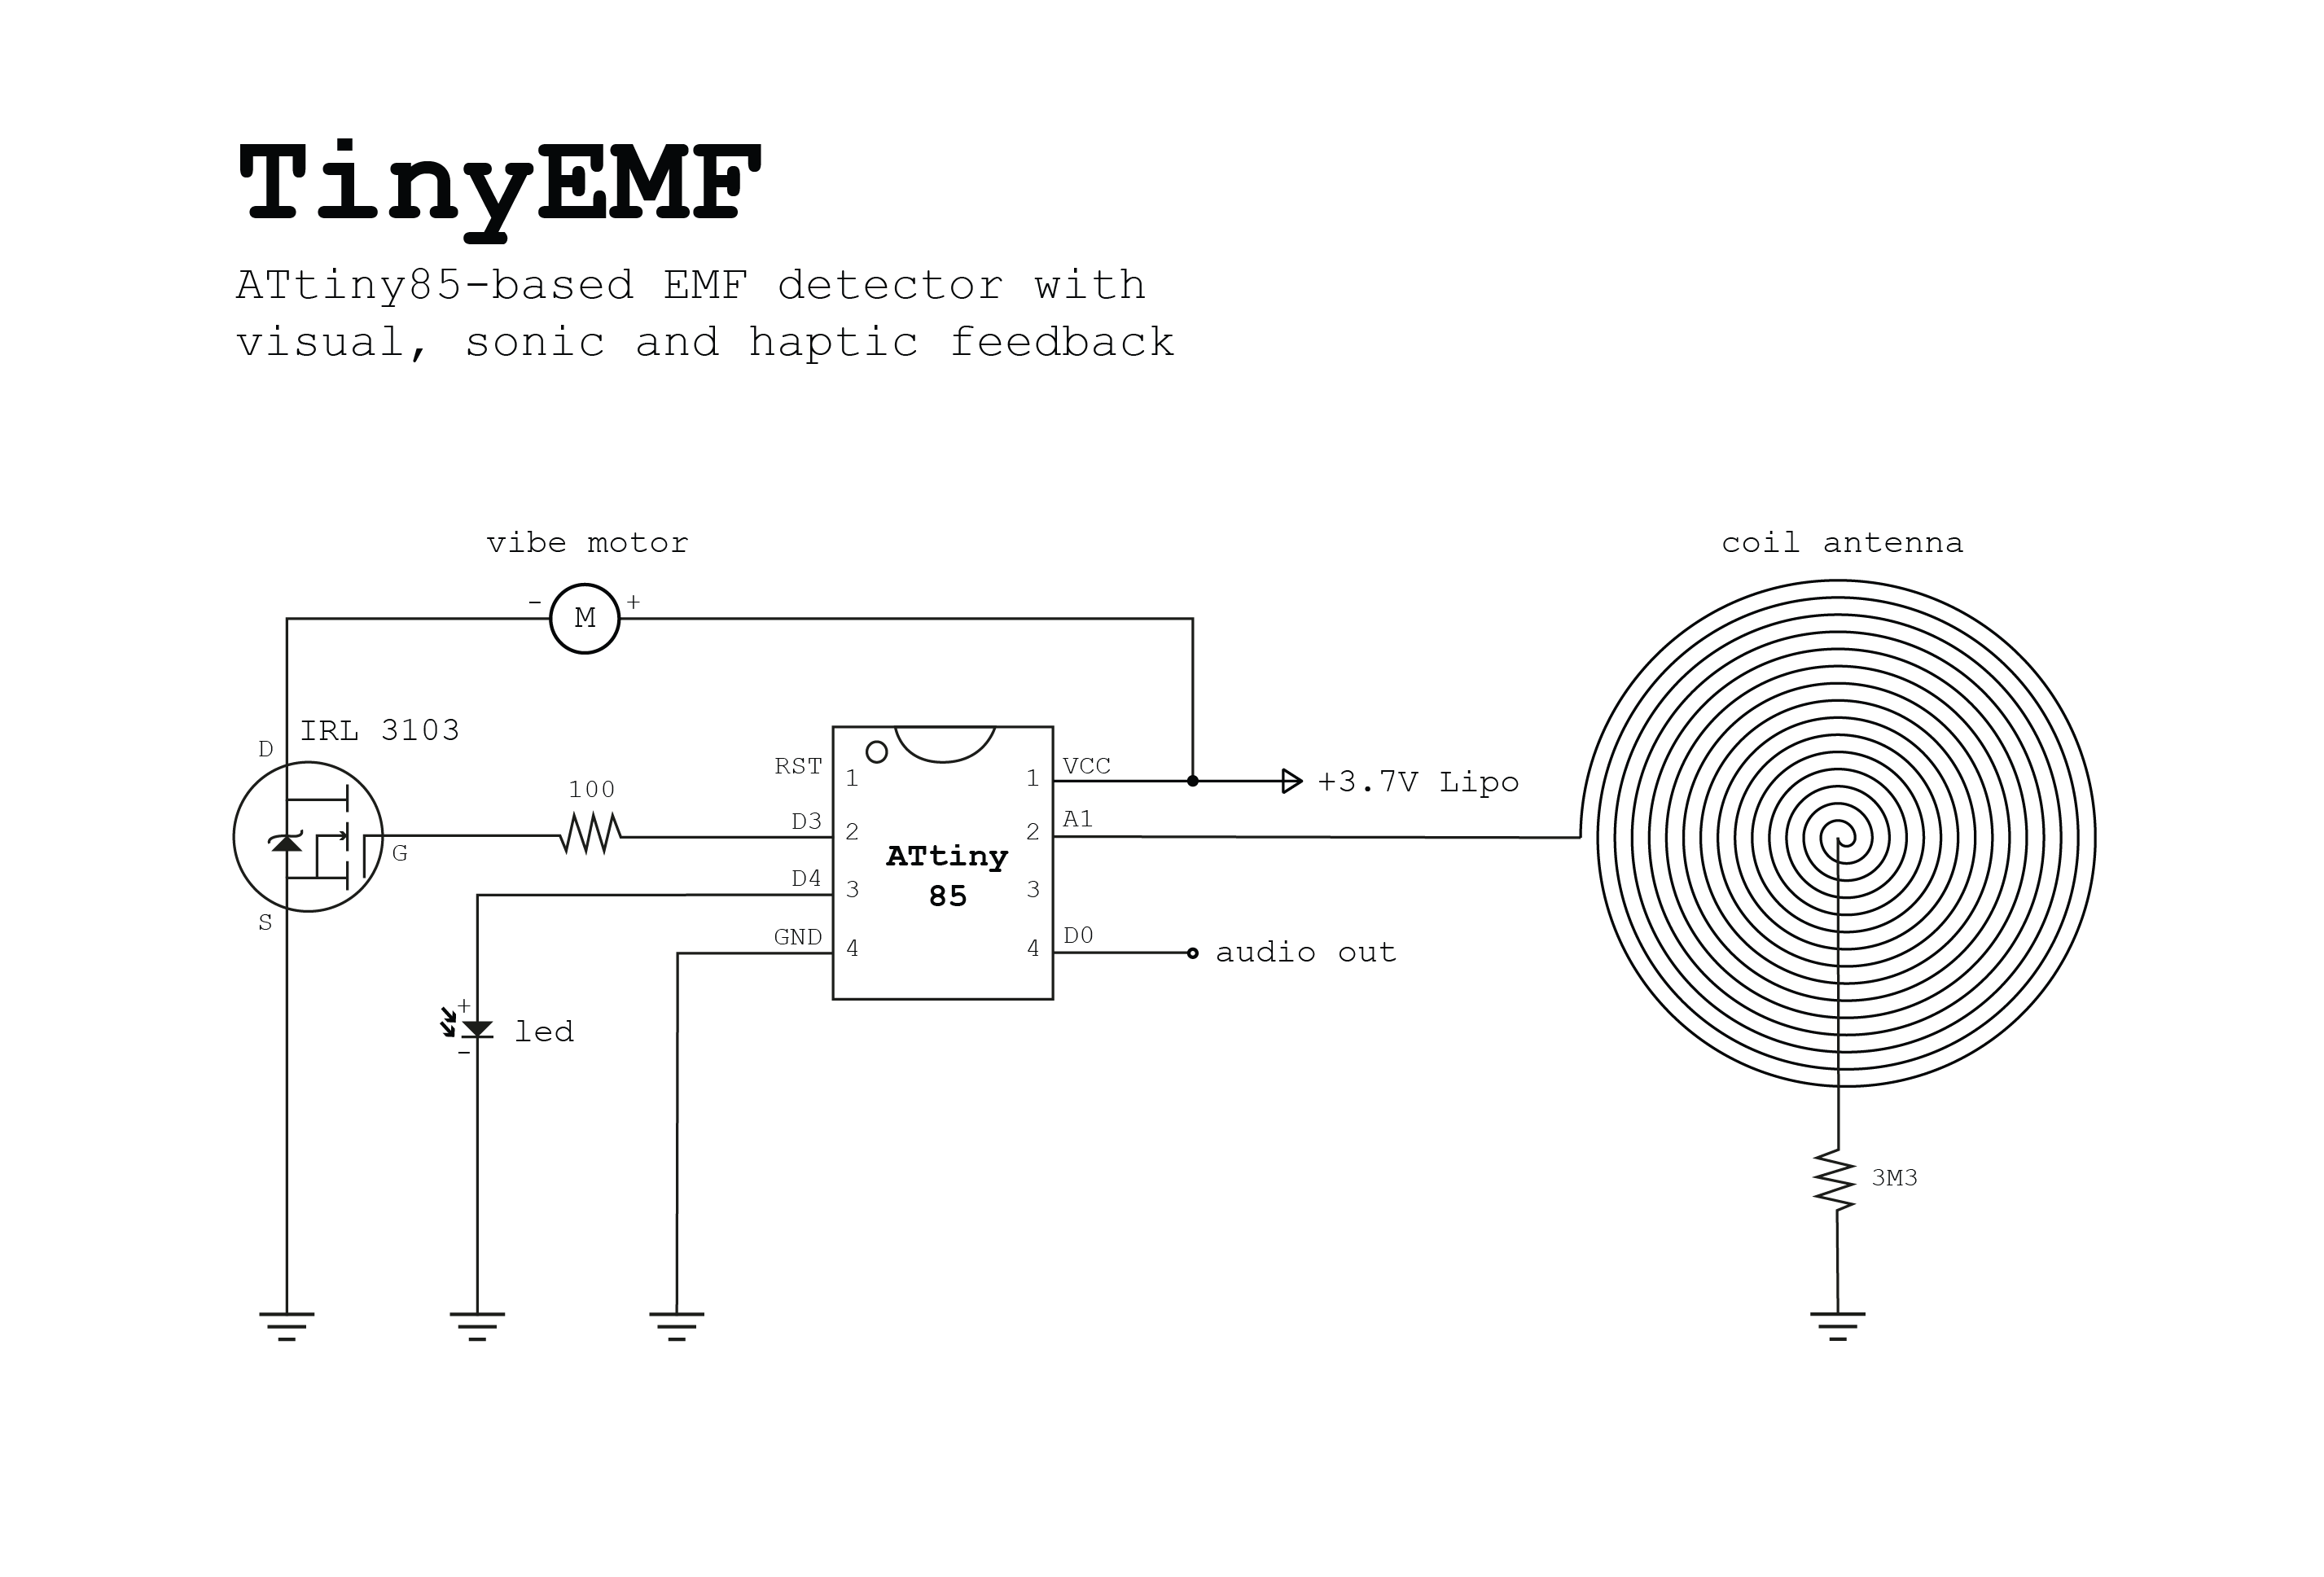 TinyEMF
ATtiny85-based EMF detector with
visual, sonic and haptic feedback
vibe motor
coil antenna
- M +
IRL 3103
D
G
S
100
RST 1
D3 2
D4 3
GND 4
ATtiny
85
1 VCC
2 A1
3
4 D0
+3.7V Lipo
audio out
+
led
-
3M3